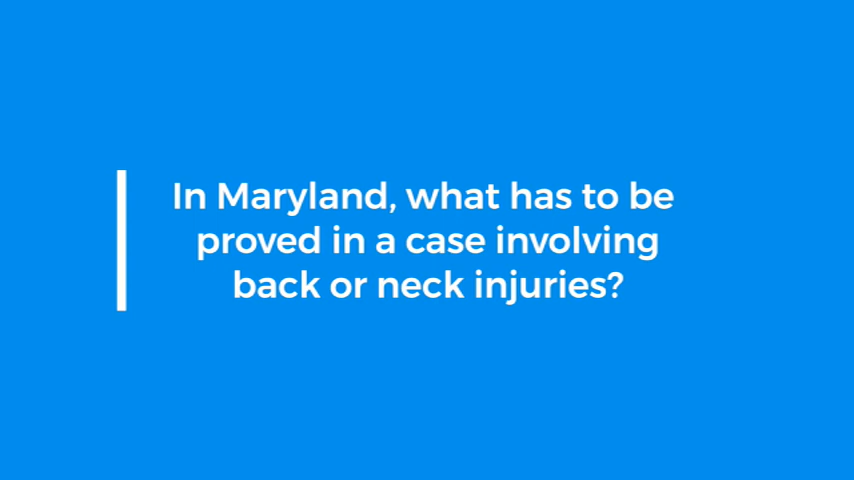 In Maryland, what has to be
proved in a case involving
back or neck injuries?